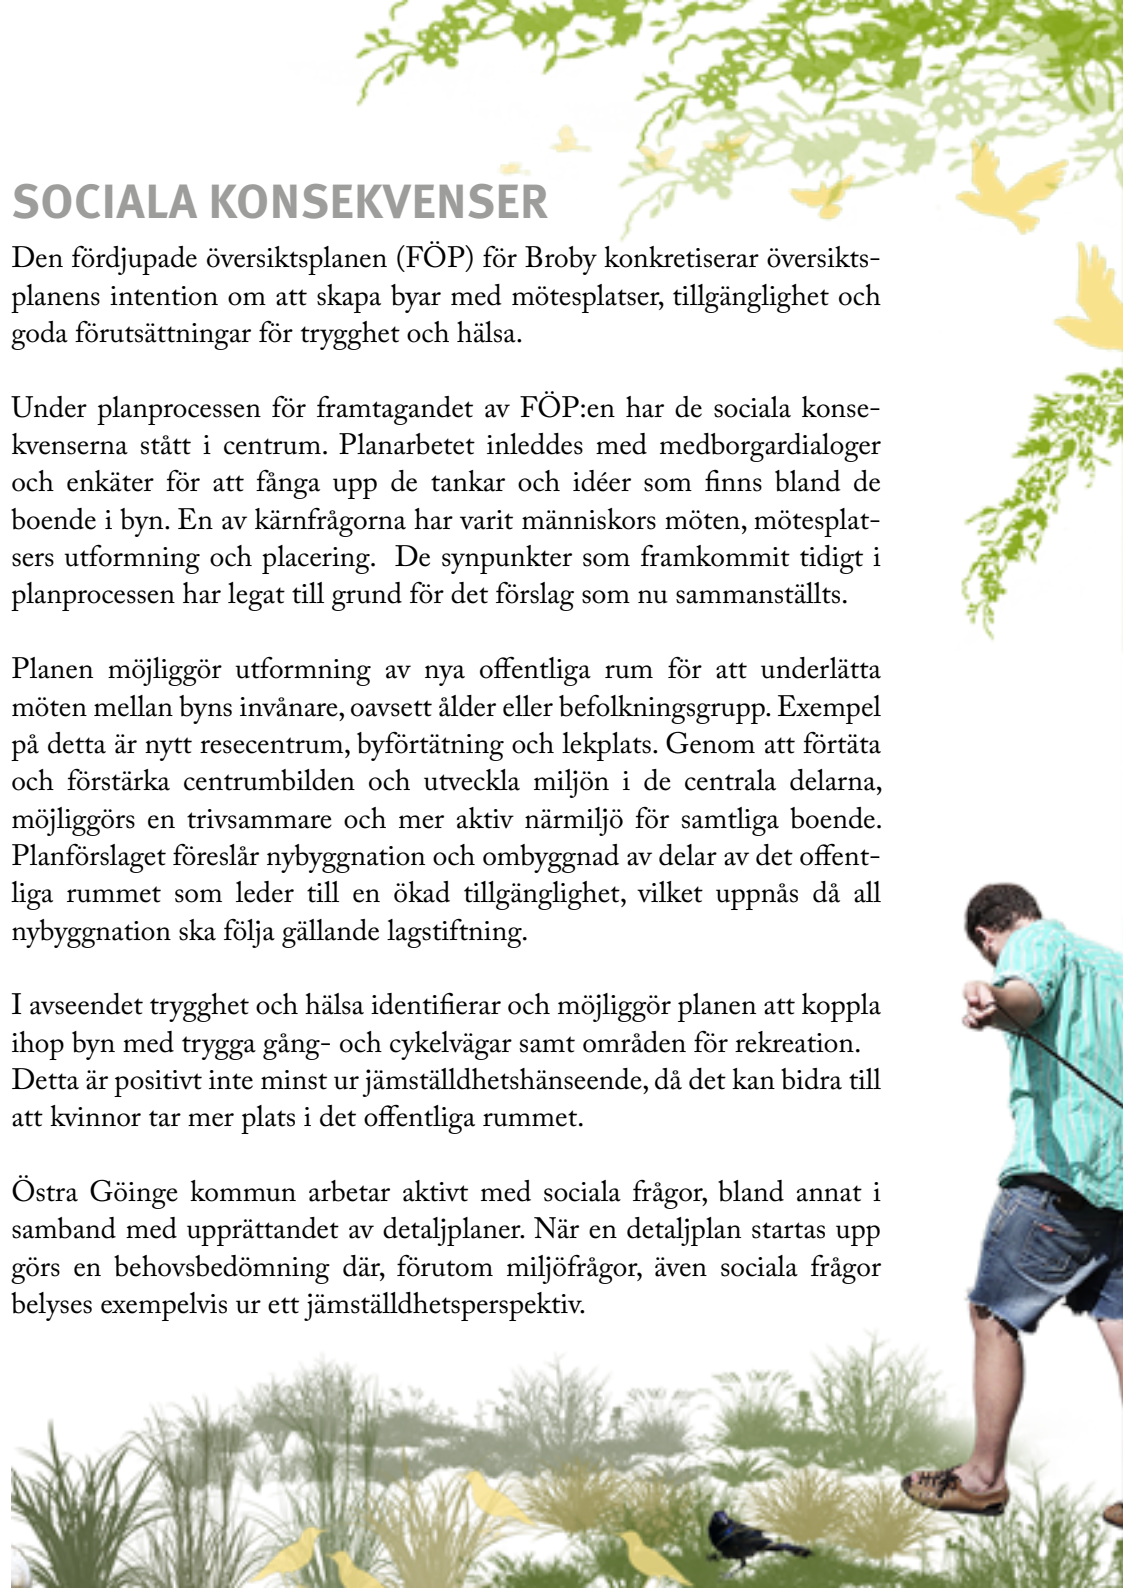 SOCIALA KONSEKVENSER
Den fördjupade översiktsplanen (FÖP) för Broby konkretiserar översikts-
planens intention om att skapa byar med mötesplatser, tillgänglighet och
goda förutsättningar för trygghet och hälsa.
Under planprocessen för framtagandet av FÖP:en har de sociala konse-
kvenserna stått i centrum. Planarbetet inleddes med medborgardialoger
och enkäter för att fånga upp de tankar och idéer som finns bland de
boende i byn. En av kärnfrågorna har varit människors möten, mötesplat-
sers utformning och placering.  De synpunkter som framkommit tidigt i
planprocessen har legat till grund för det förslag som nu sammanställts.
Planen möjliggör utformning av nya offentliga rum för att underlätta
möten mellan byns invånare, oavsett ålder eller befolkningsgrupp. Exempel
på detta är nytt resecentrum, byförtätning och lekplats. Genom att förtäta
och förstärka centrumbilden och utveckla miljön i de centrala delarna,
möjliggörs en trivsammare och mer aktiv närmiljö för samtliga boende.
Planförslaget föreslår nybyggnation och ombyggnad av delar av det offent-
liga rummet som leder till en ökad tillgänglighet, vilket uppnås då all
nybyggnation ska följa gällande lagstiftning.
I avseendet trygghet och hälsa identifierar och möjliggör planen att koppla
ihop byn med trygga gång- och cykelvägar samt områden för rekreation.
Detta är positivt inte minst ur jämställdhetshänseende, då det kan bidra till
att kvinnor tar mer plats i det offentliga rummet.
Östra Göinge kommun arbetar aktivt med sociala frågor, bland annat i
samband med upprättandet av detaljplaner. När en detaljplan startas upp
görs en behovsbedömning där, förutom miljöfrågor, även sociala frågor
belyses exempelvis ur ett jämställdhetsperspektiv.